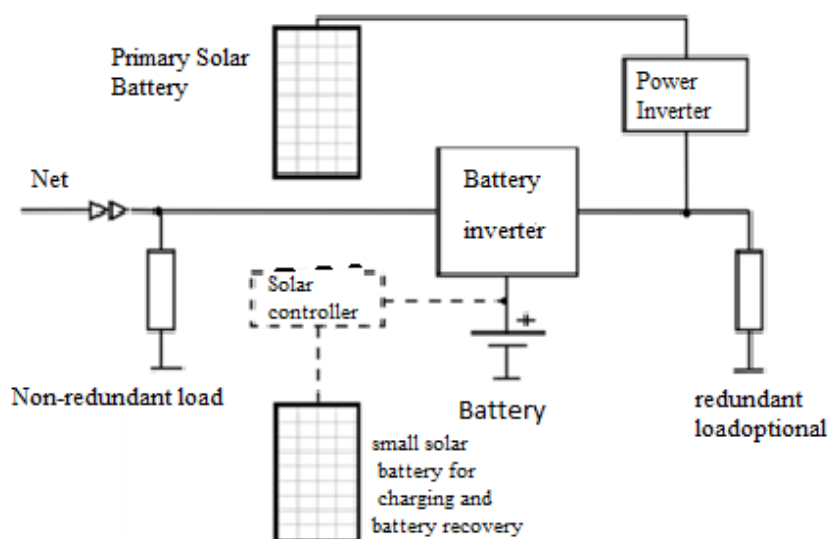 Primary Solar
Battery
Power
Inverter
Net
Battery
inverter
Solar
controller
+
Non-redundant load
Battery
redundant
loadoptional
small solar
battery for
charging and
battery recovery